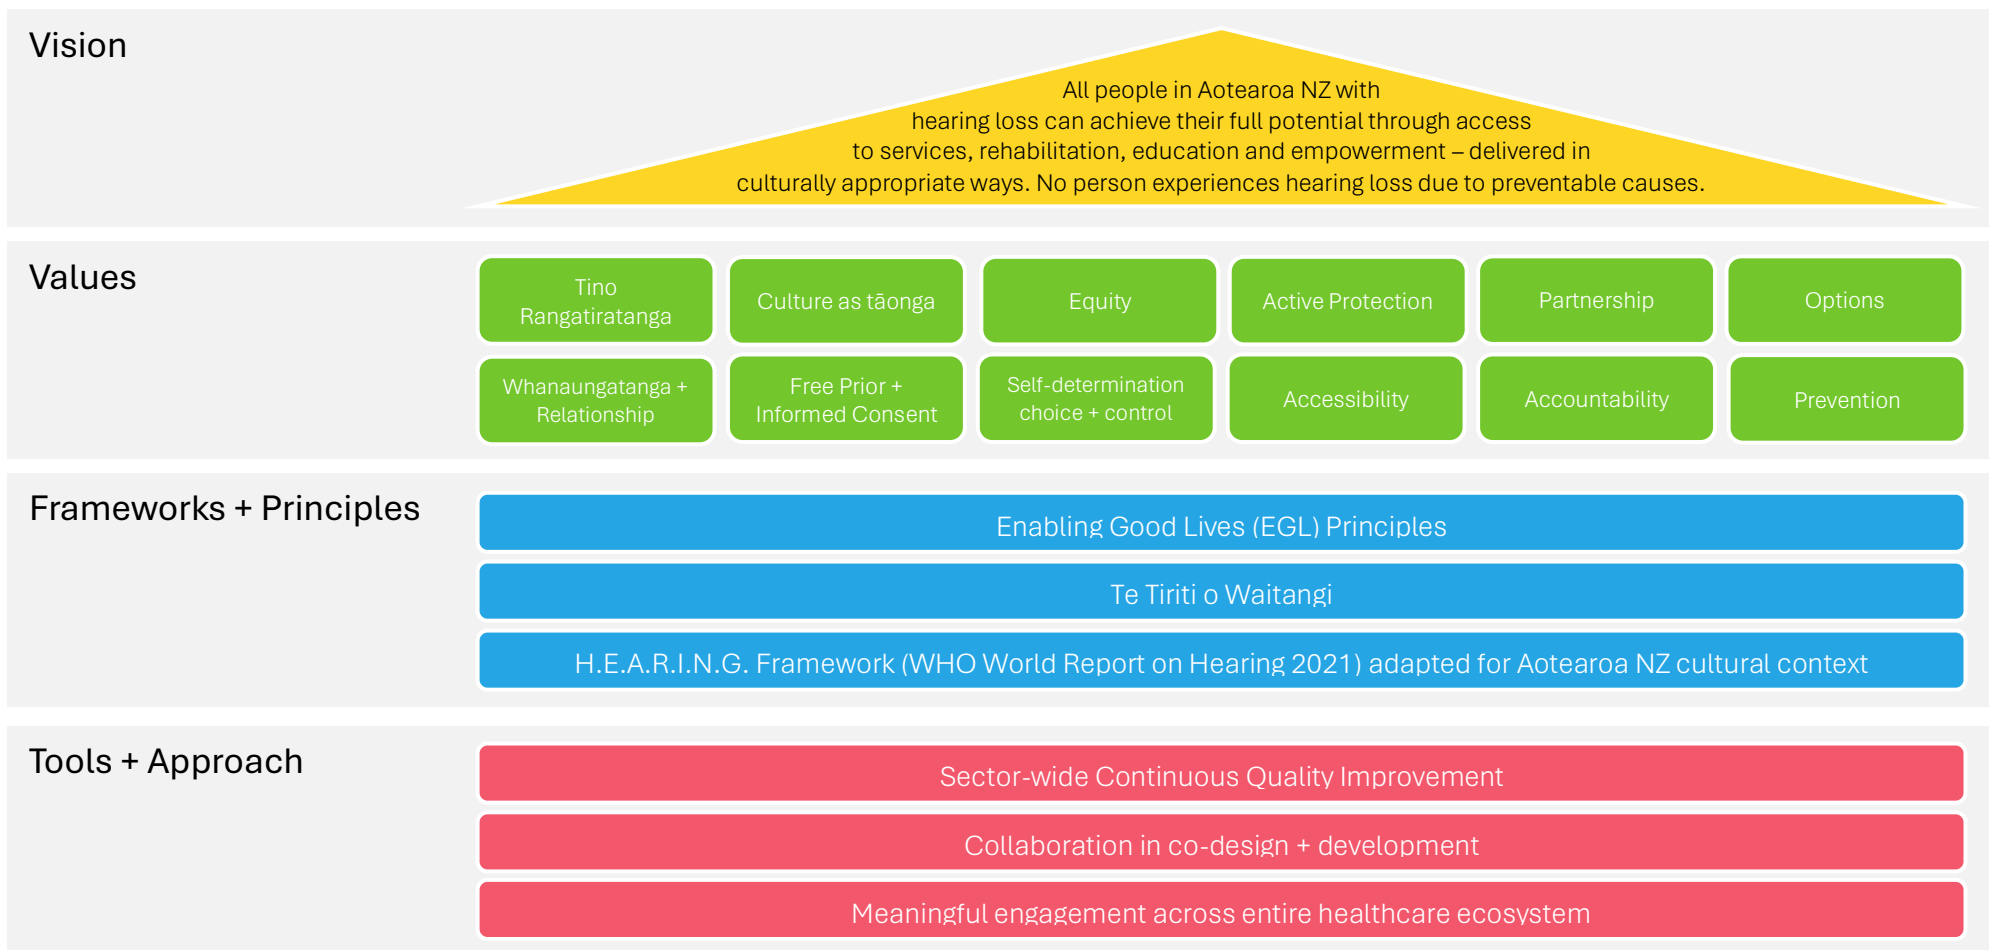 Vision
All people in Aotearoa NZ with
hearing loss can achieve their full potential through access
to services, rehabilitation, education and empowerment – delivered in
culturally appropriate ways. No person experiences hearing loss due to preventable causes.
Values
Tino
Rangatiratanga
Culture as tāonga
Equity
Active Protection
Partnership
Options
Whanaungatanga +
Relationship
Free Prior +
Informed Consent
Self-determination
choice + control
Accessibility
Accountability
Prevention
Frameworks + Principles
Enabling Good Lives (EGL) Principles
Te Tiriti o Waitangi
H.E.A.R.I.N.G. Framework (WHO World Report on Hearing 2021) adapted for Aotearoa NZ cultural context
Tools + Approach
Sector-wide Continuous Quality Improvement
Collaboration in co-design + development
Meaningful engagement across entire healthcare ecosystem